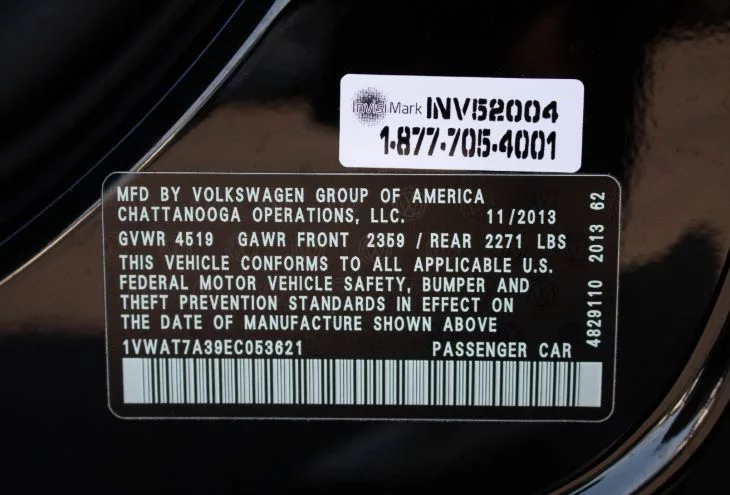 InvisiMark INV52004
1-877-705-4001
MFD BY VOLKSWAGEN GROUP OF AMERICA
CHATTANOOGA OPERATIONS, LLC. 11/2013
GVWR 4519 GAWR FRONT 2359 / REAR 2271 LBS
THIS VEHICLE CONFORMS TO ALL APPLICABLE U.S.
FEDERAL MOTOR VEHICLE SAFETY, BUMPER AND
THEFT PREVENTION STANDARDS IN EFFECT ON
THE DATE OF MANUFACTURE SHOWN ABOVE
1VWAT7A39EC053621 PASSENGER CAR
4829110 2013 62